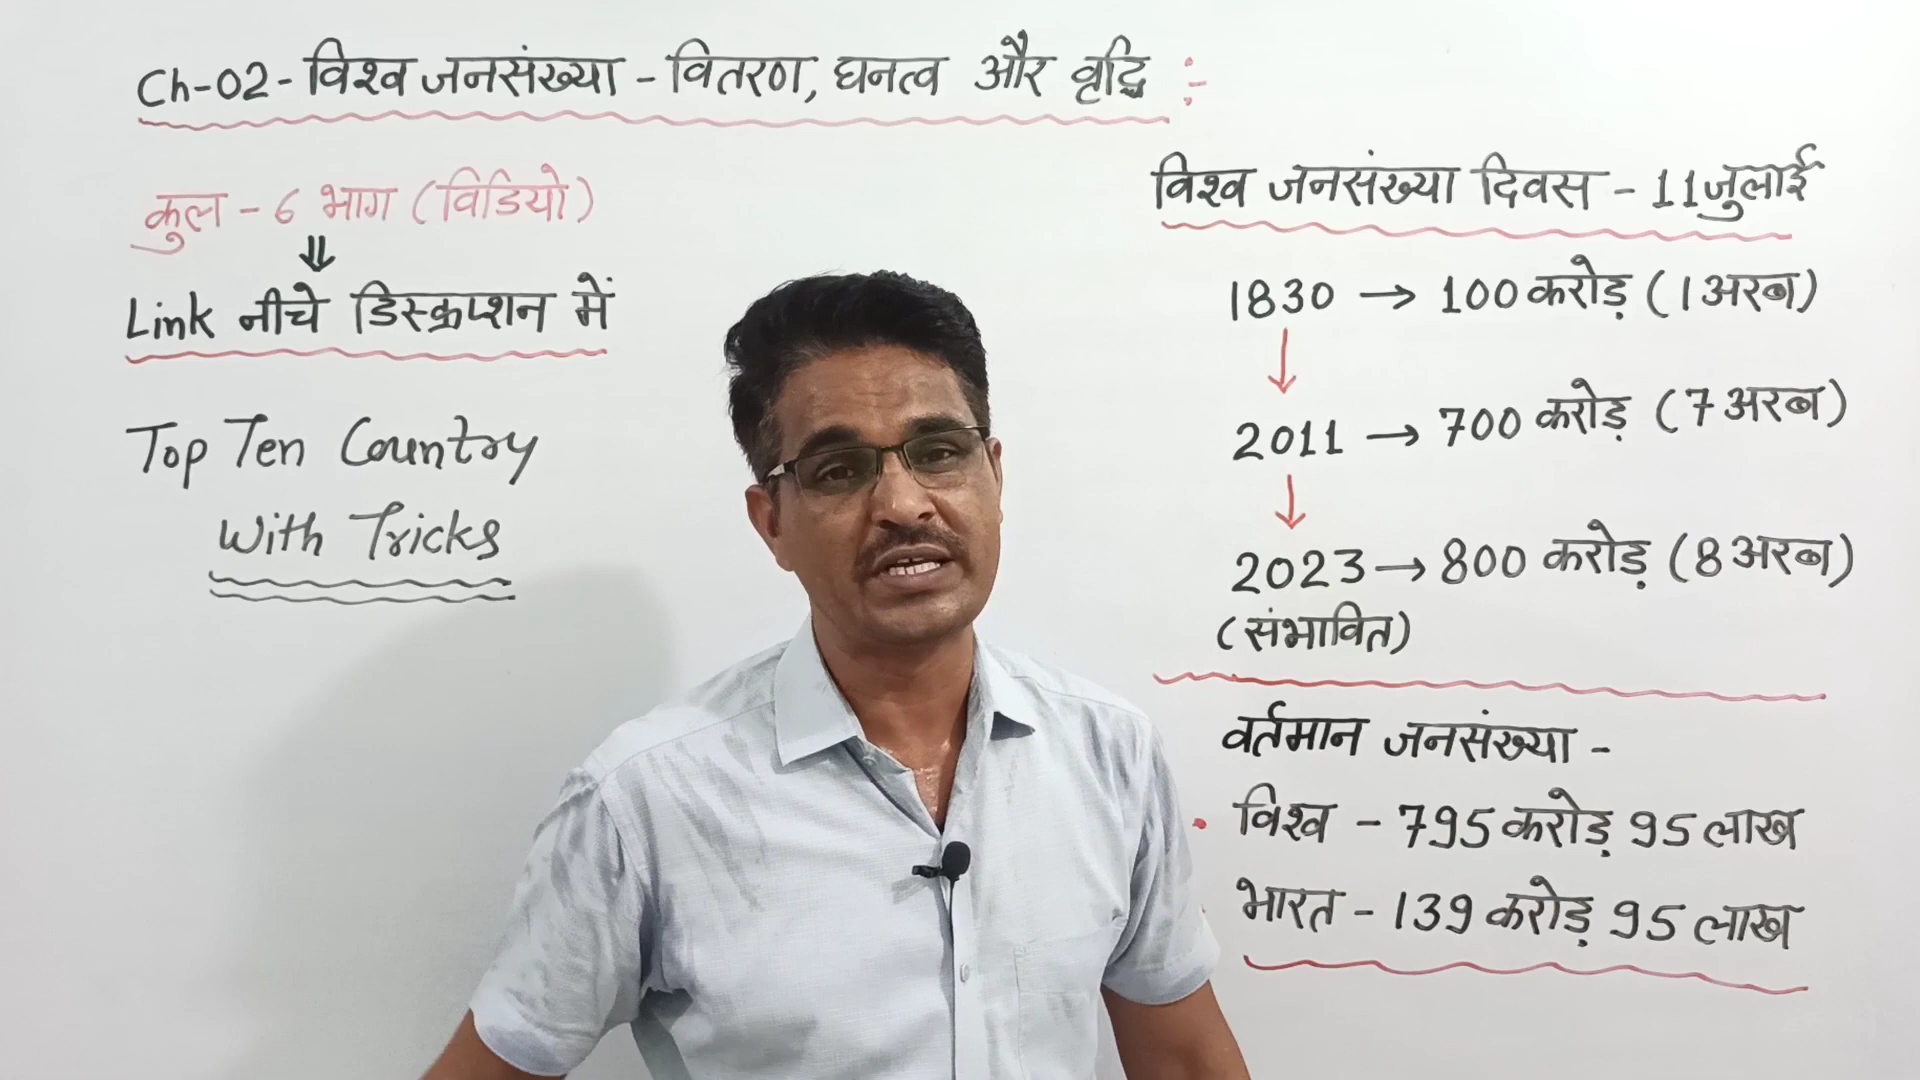 Ch-02-विश्व जनसंख्या - वितरण, घनत्व और वृद्धि :-
कुल - 6 भाग (विडियो)
⇓
Link नीचे डिस्क्रप्शन में
Top Ten Country
With Tricks
विश्व जनसंख्या दिवस - 11 जुलाई
1830 → 100 करोड़ (1 अरब)
↓
2011 → 700 करोड़ (7 अरब)
↓
2023 → 800 करोड़ (8 अरब)
(संभावित)
वर्तमान जनसंख्या -
विश्व - 795 करोड़ 95 लाख
भारत - 139 करोड़ 95 लाख